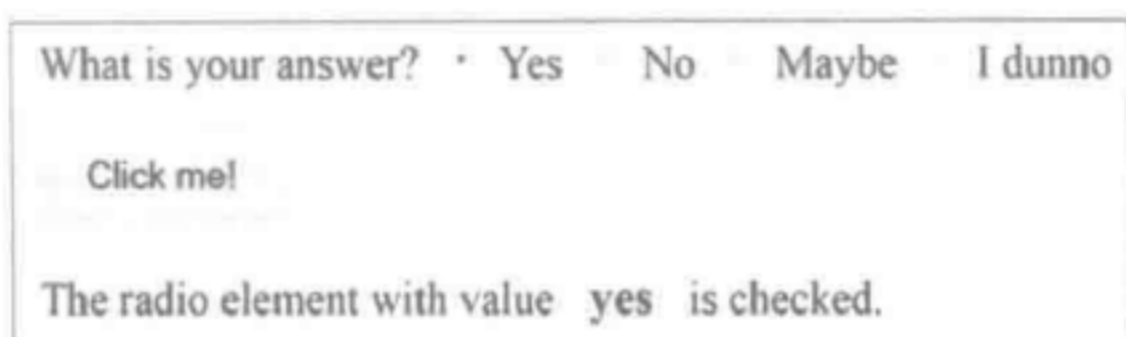 What is your answer? Yes No Maybe I dunno
Click me!
The radio element with value yes is checked.